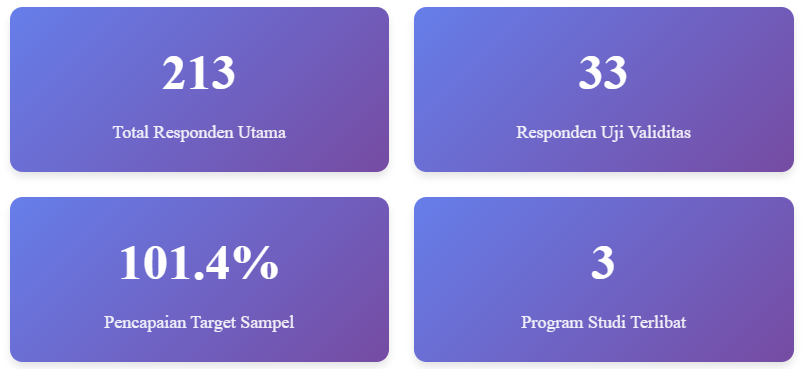 213
Total Responden Utama
33
Responden Uji Validitas
101.4%
Pencapaian Target Sampel
3
Program Studi Terlibat